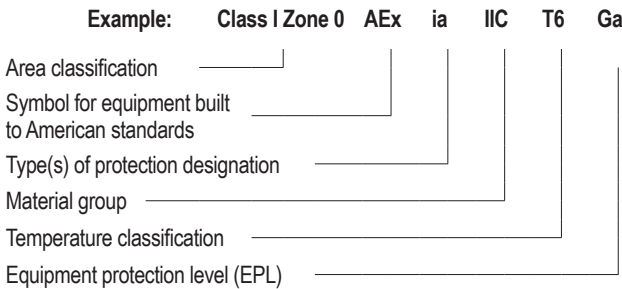 Example: Class I Zone 0 AEx ia IIC T6 Ga
Area classification
Symbol for equipment built
to American standards
Type(s) of protection designation
Material group
Temperature classification
Equipment protection level (EPL)